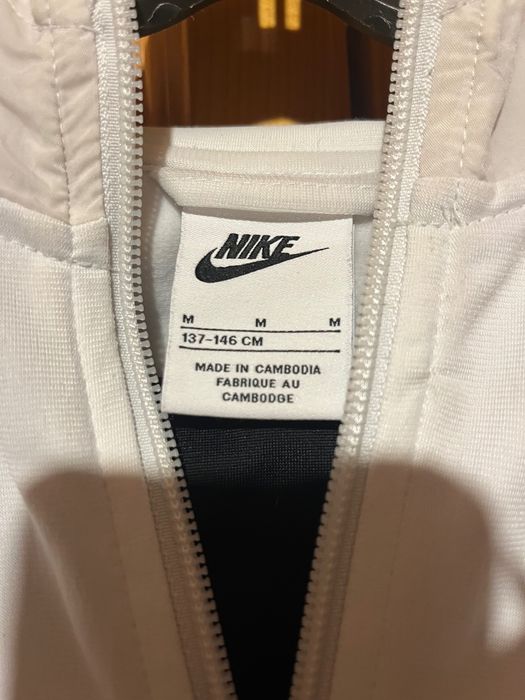 NIKE
M M M
137-146 CM
MADE IN CAMBODIA
FABRIQUE AU
CAMBODGE